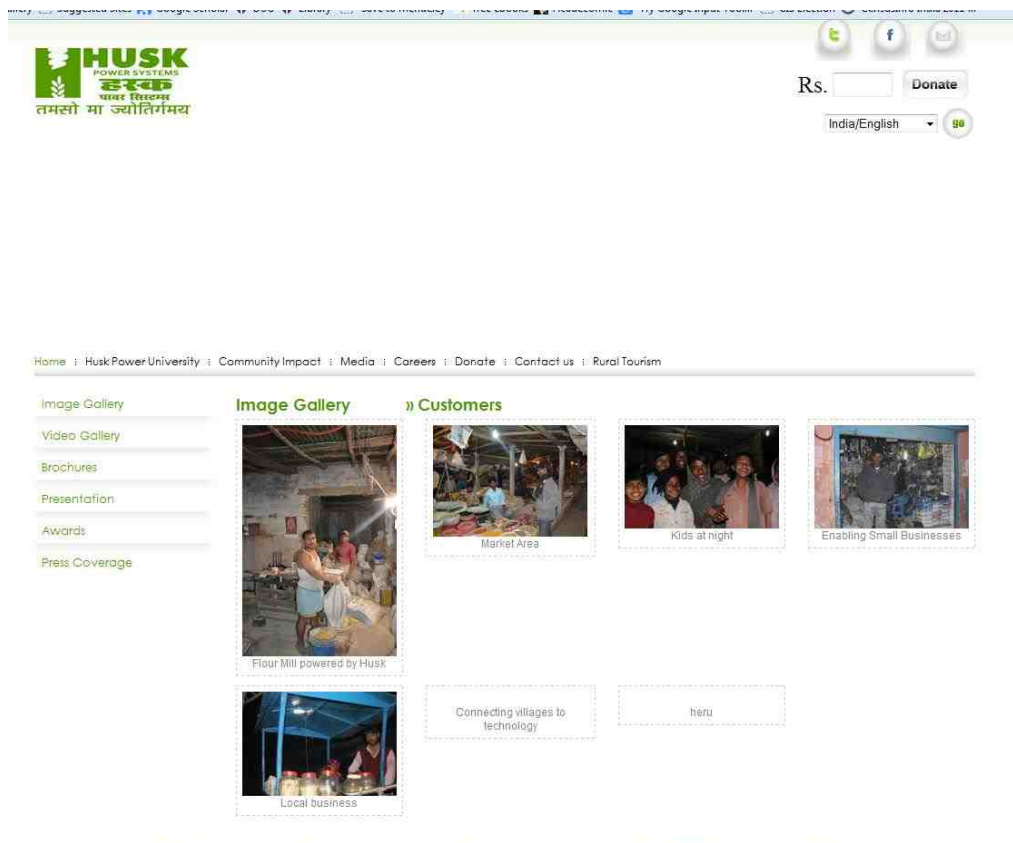 HUSK
POWER SYSTEMS
हस्क
पावर सिस्टम्स
तमसो मा ज्योतिर्गमय
Rs. Donate
India/English go
Home : Husk Power University : Community Impact : Media : Careers : Donate : Contact us : Rural Tourism
Image Gallery
Video Gallery
Brochures
Presentation
Awards
Press Coverage
Image Gallery » Customers
Flour Mill powered by Husk
Market Area
Kids at night
Enabling Small Businesses
Local business
Connecting villages to
technology
heru